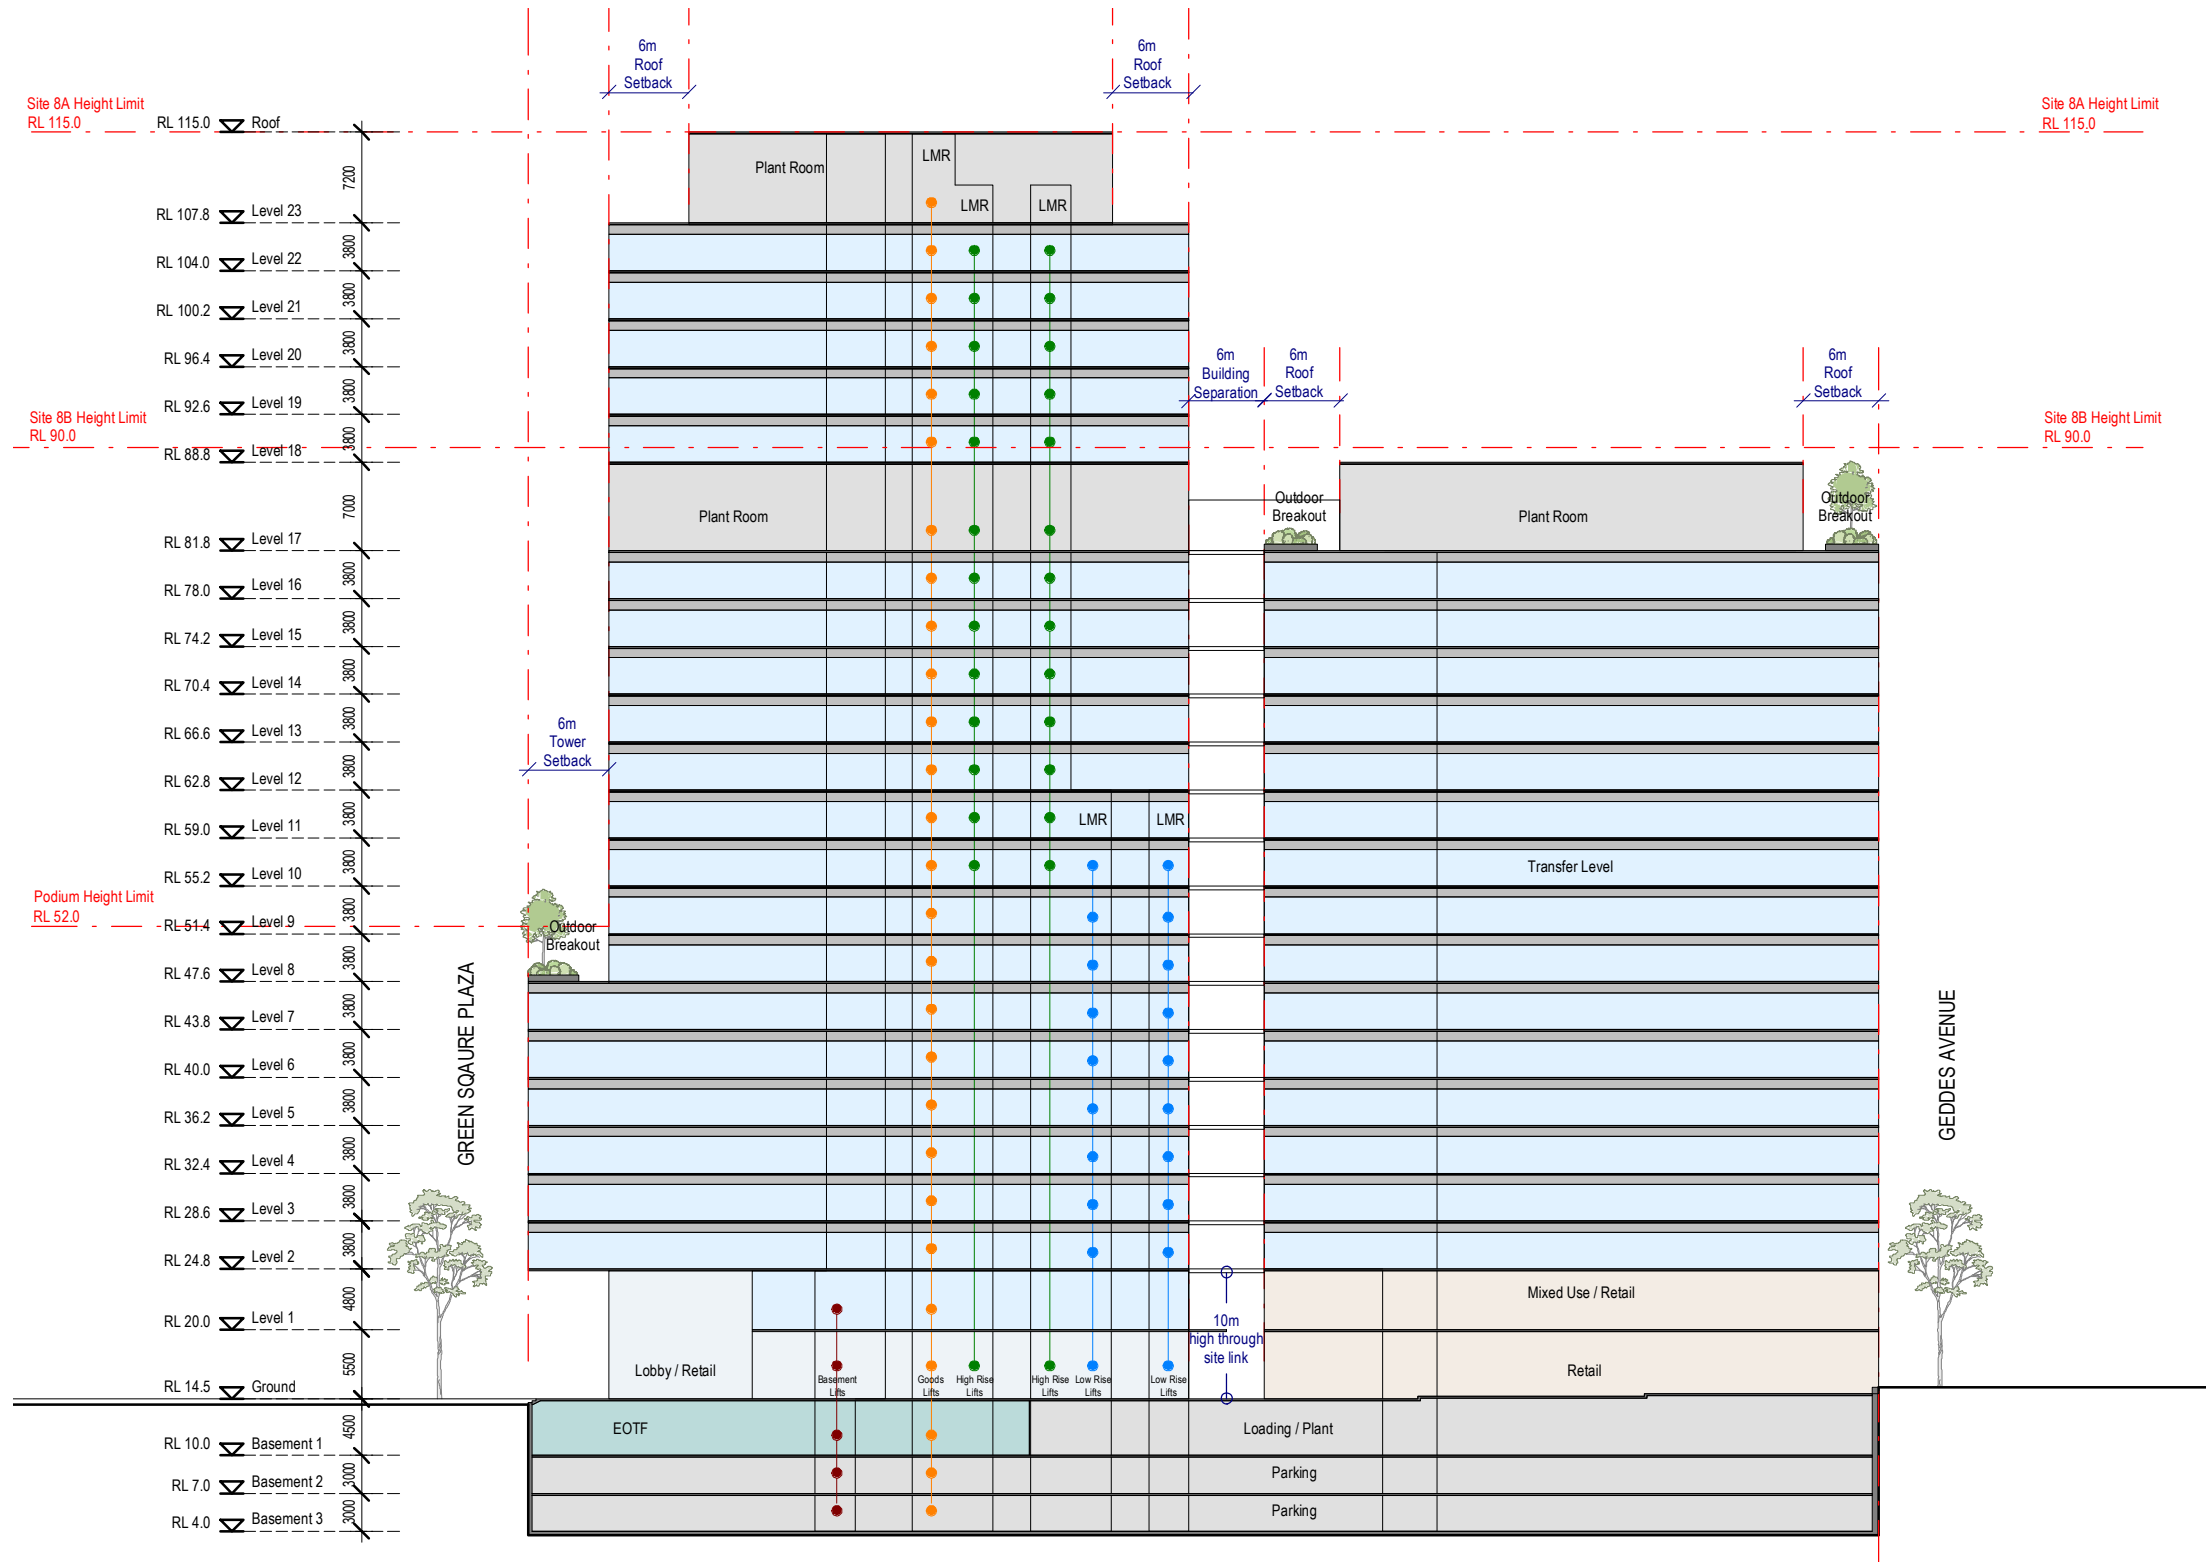 6m
Roof
Setback
6m
Roof
Setback
Site 8A Height Limit
RL 115.0
RL 115.0 Roof
Site 8A Height Limit
RL 115.0
7200
Plant Room
LMR
LMR
LMR
RL 107.8 Level 23
3800
RL 104.0 Level 22
3800
RL 100.2 Level 21
3800
RL 96.4 Level 20
3800
6m
Building
Separation
6m
Roof
Setback
6m
Roof
Setback
RL 92.6 Level 19
Site 8B Height Limit
RL 90.0
3800
Site 8B Height Limit
RL 90.0
RL 88.8 Level 18
7000
Plant Room
Outdoor
Breakout
Plant Room
Outdoor
Breakout
RL 81.8 Level 17
3800
RL 78.0 Level 16
3800
RL 74.2 Level 15
3800
RL 70.4 Level 14
3800
RL 66.6 Level 13
6m
Tower
Setback
3800
RL 62.8 Level 12
3800
RL 59.0 Level 11
LMR
LMR
3800
RL 55.2 Level 10
Transfer Level
Podium Height Limit
RL 52.0
3800
RL 51.4 Level 9
Outdoor
Breakout
3800
RL 47.6 Level 8
3800
RL 43.8 Level 7
3800
RL 40.0 Level 6
GREEN SQAURE PLAZA
GEDDES AVENUE
3800
RL 36.2 Level 5
3800
RL 32.4 Level 4
3800
RL 28.6 Level 3
3800
RL 24.8 Level 2
4800
Mixed Use / Retail
RL 20.0 Level 1
10m
high through
site link
5500
Lobby / Retail
Retail
Basement
Lifts
Goods
Lifts
High Rise
Lifts
High Rise
Lifts
Low Rise
Lifts
Low Rise
Lifts
RL 14.5 Ground
4500
EOTF
Loading / Plant
RL 10.0 Basement 1
3000
Parking
RL 7.0 Basement 2
3000
Parking
RL 4.0 Basement 3